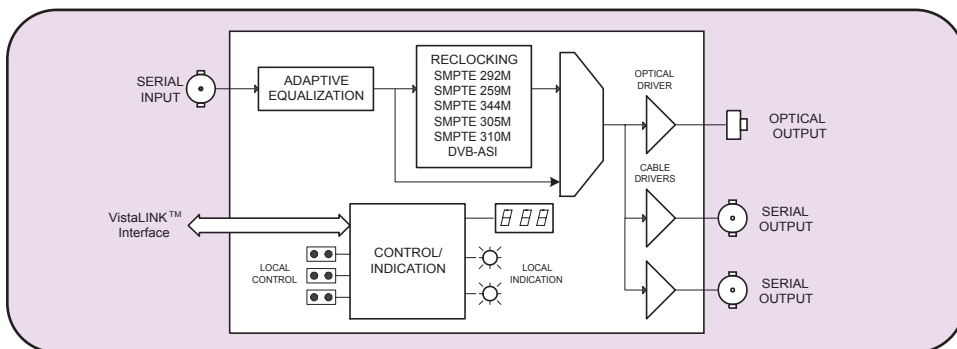 SERIAL
INPUT
ADAPTIVE
EQUALIZATION
RECLOCKING
SMPTE 292M
SMPTE 259M
SMPTE 344M
SMPTE 305M
SMPTE 310M
DVB-ASI
OPTICAL
DRIVER
OPTICAL
OUTPUT
CABLE
DRIVERS
SERIAL
OUTPUT
SERIAL
OUTPUT
VistaLINK™
Interface
LOCAL
CONTROL
CONTROL/
INDICATION
888
LOCAL
INDICATION